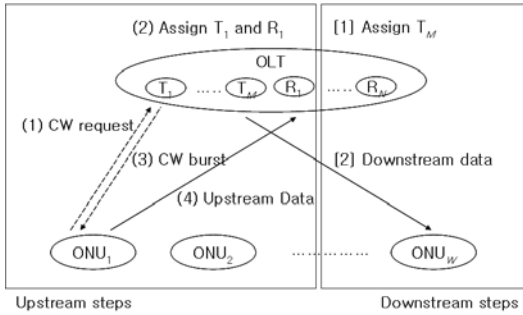 (2) Assign T1 and R1
[1] Assign TM
OLT
T1 ..... TM R1 ..... RN
(1) CW request
(3) CW burst
[2] Downstream data
(4) Upstream Data
ONU1 ONU2 ............... ONUW
Upstream steps
Downstream steps